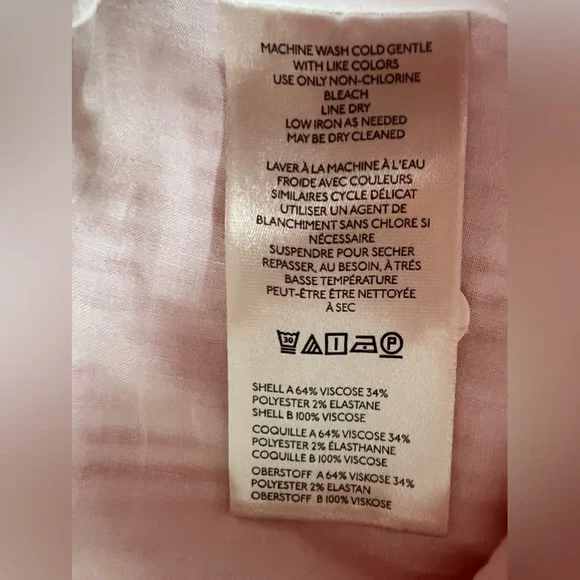 MACHINE WASH COLD GENTLE
WITH LIKE COLORS
USE ONLY NON-CHLORINE
BLEACH
LINE DRY
LOW IRON AS NEEDED
MAY BE DRY CLEANED
LAVER À LA MACHINE À L'EAU
FROIDE AVEC COULEURS
SIMILAIRES CYCLE DÉLICAT
UTILISER UN AGENT DE
BLANCHIMENT SANS CHLORE SI
NÉCESSAIRE
SUSPENDRE POUR SECHER
REPASSER, AU BESOIN, À TRÉS
BASSE TEMPÉRATURE
PEUT-ÊTRE ÊTRE NETTOYÉE
À SEC
30 P
SHELL A 64% VISCOSE 34%
POLYESTER 2% ELASTANE
SHELL B 100% VISCOSE
COQUILLE A 64% VISCOSE 34%
POLYESTER 2% ÉLASTHANNE
COQUILLE B 100% VISCOSE
OBERSTOFF A 64% VISKOSE 34%
POLYESTER 2% ELASTAN
OBERSTOFF B 100% VISKOSE